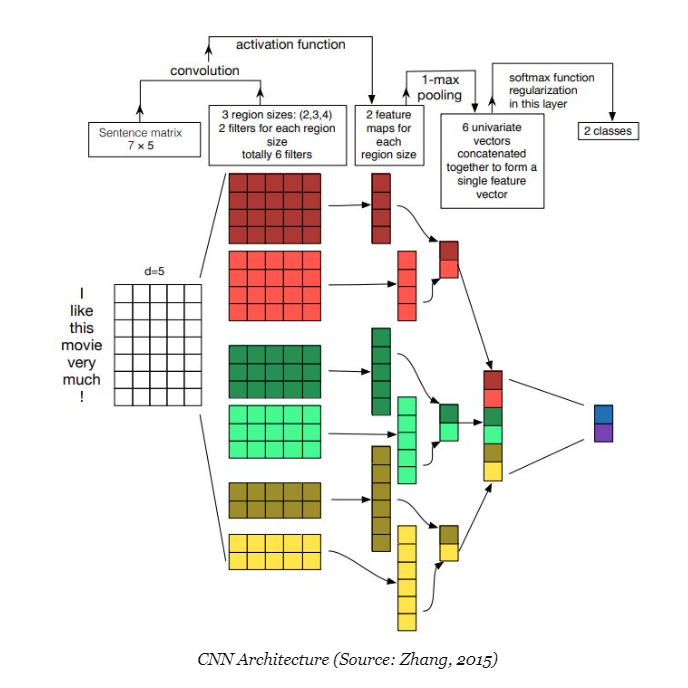 activation function
convolution
1-max
pooling
softmax function
regularization
in this layer
Sentence matrix
7 × 5
3 region sizes: (2,3,4)
2 filters for each region
size
totally 6 filters
2 feature
maps for
each
region size
6 univariate
vectors
concatenated
together to form a
single feature
vector
2 classes
d=5
I
like
this
movie
very
much
!
CNN Architecture (Source: Zhang, 2015)